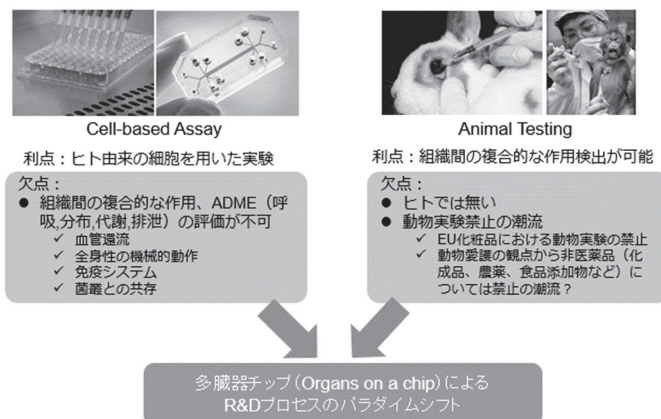 Cell-based Assay
利点：ヒト由来の細胞を用いた実験
欠点：
● 組織間の複合的な作用、ADME（呼
吸,分布,代謝,排泄）の評価が不可
✓ 血管還流
✓ 全身性の機械的動作
✓ 免疫システム
✓ 菌叢との共存
Animal Testing
利点：組織間の複合的な作用検出が可能
欠点：
● ヒトでは無い
● 動物実験禁止の潮流
✓ EU化粧品における動物実験の禁止
✓ 動物愛護の観点から非医薬品（化
成品、農薬、食品添加物など）に
ついては禁止の潮流？
多臓器チップ（Organs on a chip）による
R&Dプロセスのパラダイムシフト